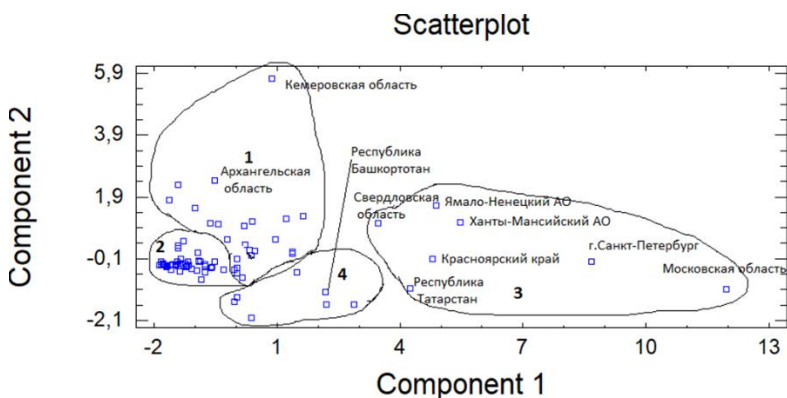 Scatterplot
Component 2
5,9
3,9
1,9
-0,1
-2,1
Кемеровская область
1
Архангельская
область
Республика
Башкортотан
Свердловская
область
Ямало-Ненецкий АО
Ханты-Мансийский АО
г.Санкт-Петербург
2
4
Красноярский край
Московская область
Республика
Татарстан
3
-2
1
4
7
10
13
Component 1